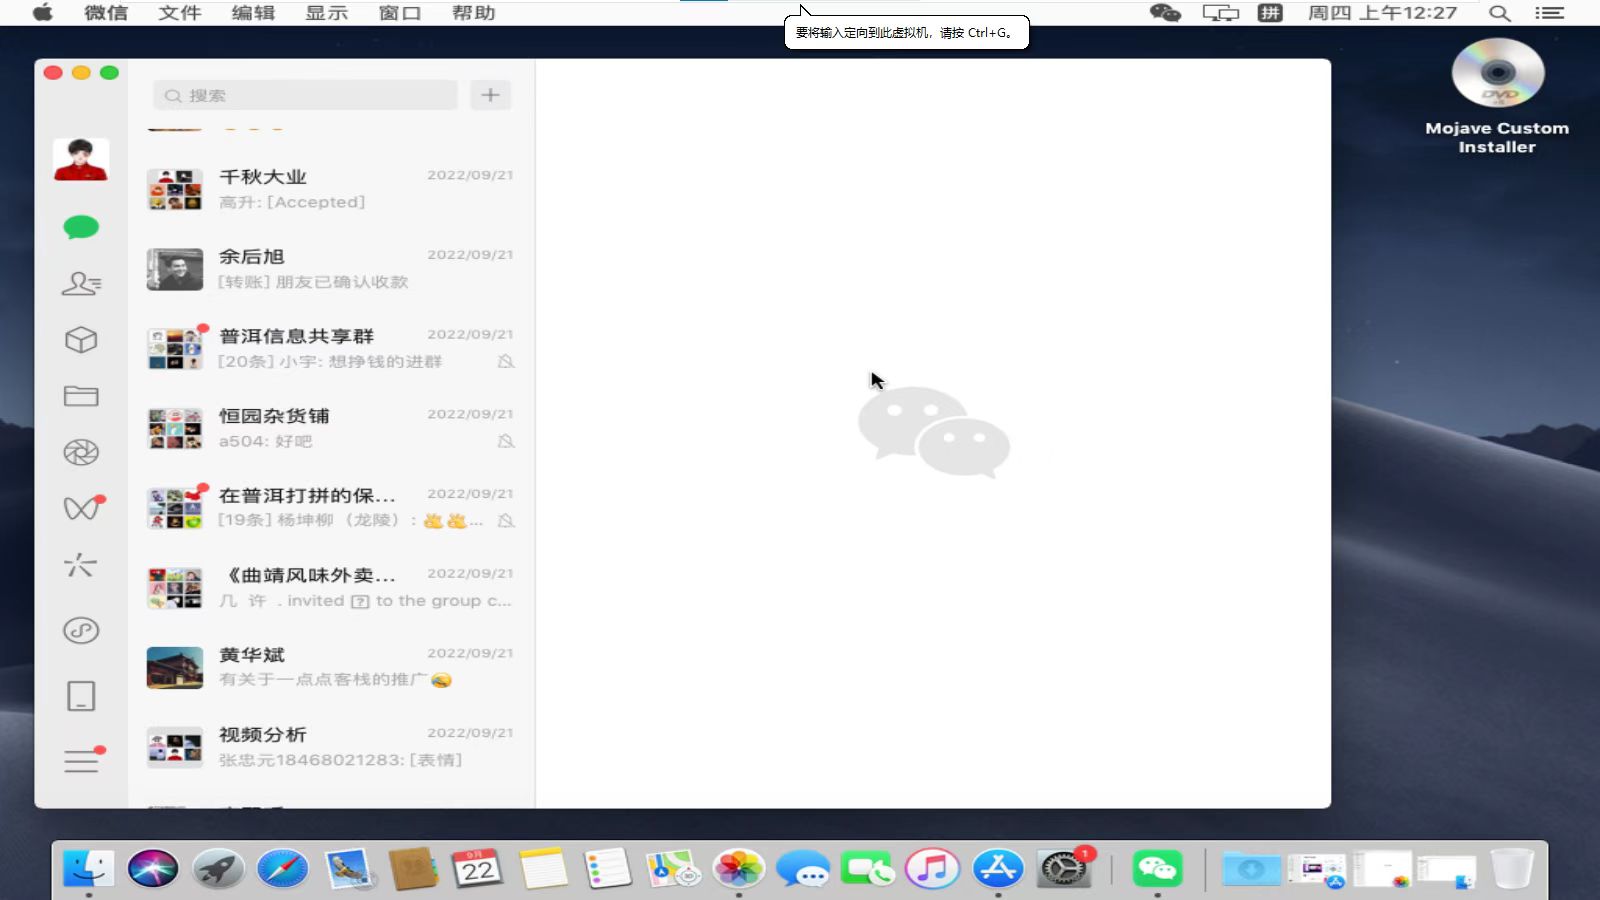 微信 文件 编辑 显示 窗口 帮助 拼 周四 上午12:27
要将输入定向到此虚拟机，请按 Ctrl+G。
搜索
千秋大业 2022/09/21
高升: [Accepted]
余后旭 2022/09/21
[转账] 朋友已确认收款
普洱信息共享群 2022/09/21
[20条] 小宇: 想挣钱的进群
恒园杂货铺 2022/09/21
a504: 好吧
在普洱打拼的保... 2022/09/21
[19条] 杨坤柳（龙陵）: 👏👏...
《曲靖风味外卖... 2022/09/21
几 许 . invited ? to the group c...
黄华斌 2022/09/21
有关于一点点客栈的推广
视频分析 2022/09/21
张忠元18468021283: [表情]
DVD
Mojave Custom
Installer
9月
22
1